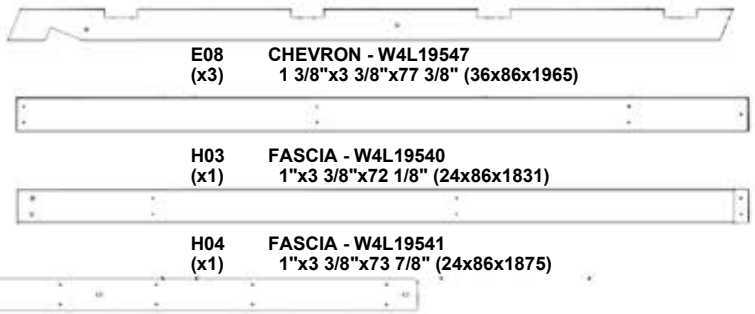 E08 CHEVRON - W4L19547
(x3) 1 3/8"x3 3/8"x77 3/8" (36x86x1965)
H03 FASCIA - W4L19540
(x1) 1"x3 3/8"x72 1/8" (24x86x1831)
H04 FASCIA - W4L19541
(x1) 1"x3 3/8"x73 7/8" (24x86x1875)